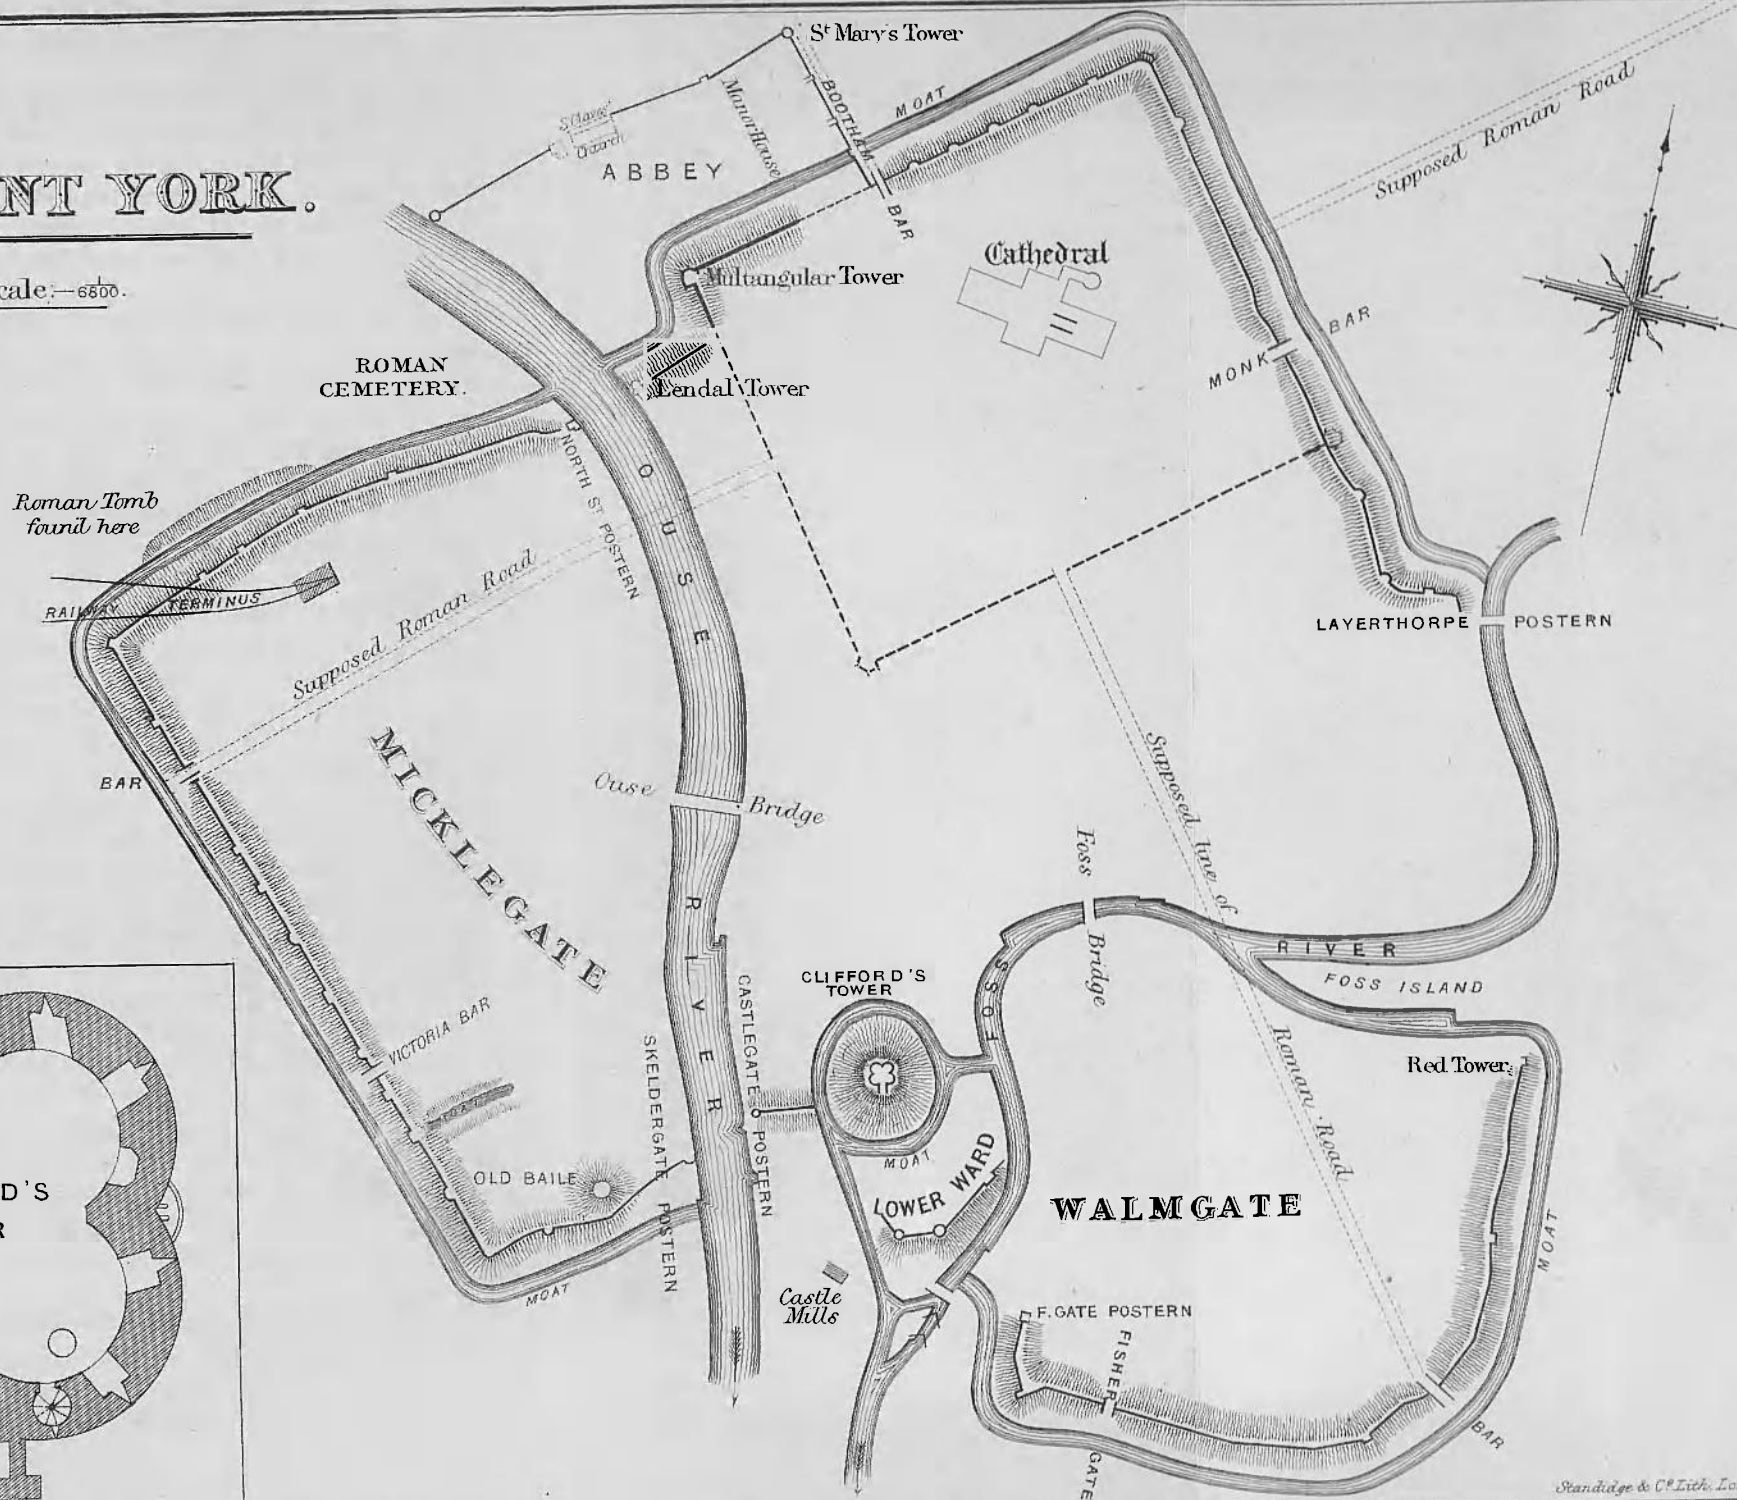 St Mary's Tower
MOAT
BOOTHAM
BAR
Manor House
St Olave's
Church
ABBEY
NT YORK.
cale:—1/6800.
Supposed Roman Road
Cathedral
Multangular Tower
BAR
MONK
ROMAN
CEMETERY.
Lendal Tower
NORTH ST POSTERN
Roman Tomb
found here
RAILWAY TERMINUS
Supposed Roman Road
OUSE
LAYERTHORPE POSTERN
BAR
MICKLEGATE
Ouse Bridge
Supposed line of Roman Road
Foss Bridge
RIVER
RIVER
FOSS
FOSS ISLAND
CLIFFORD'S
TOWER
CASTLEGATE POSTERN
VICTORIA BAR
SKELDERGATE POSTERN
Red Tower
MOAT
OLD BAILE
MOAT
LOWER WARD
WALMGATE
D'S
R
MOAT
MOAT
Castle
Mills
F.GATE POSTERN
FISHER
GATE
BAR
Standidge & Co Lith. Lo